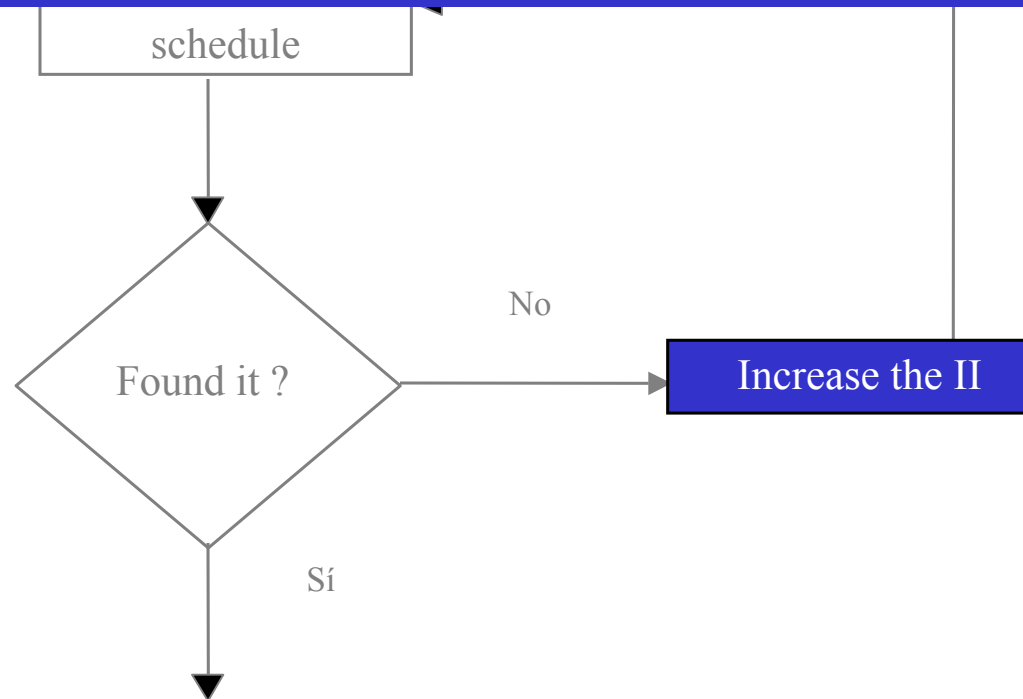 schedule
No
Found it ?
Increase the II
Sí